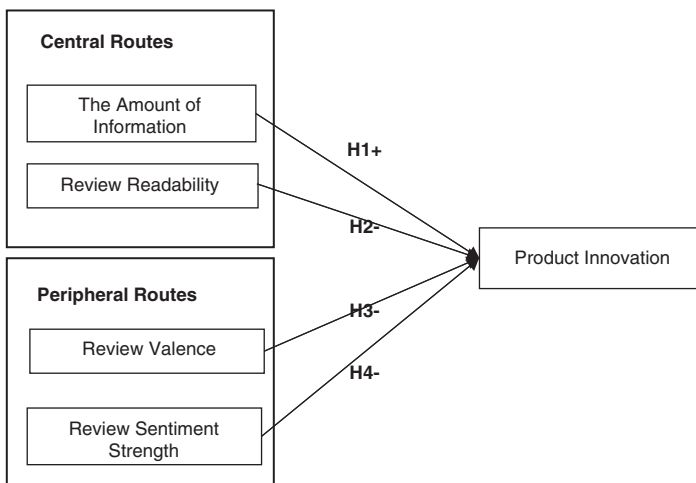 Central Routes
The Amount of
Information
Review Readability
Peripheral Routes
Review Valence
Review Sentiment
Strength
H1+
H2-
H3-
H4-
Product Innovation